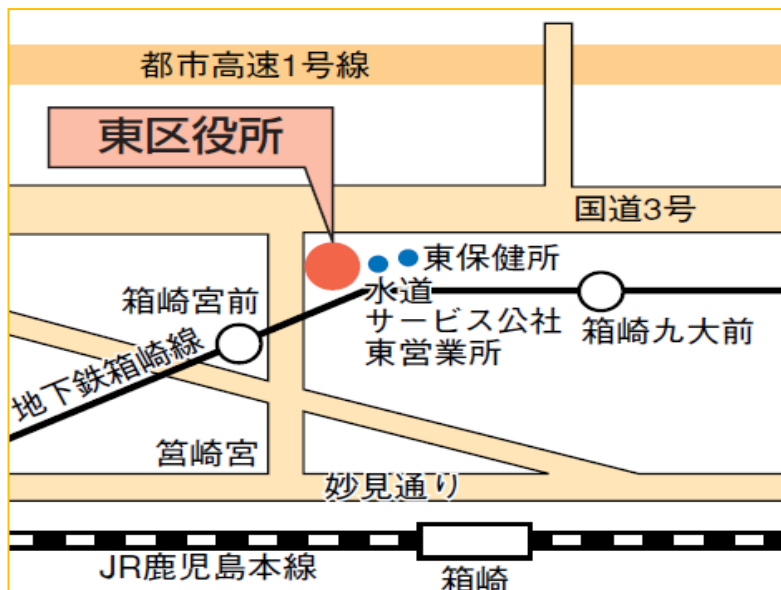 都市高速1号線
東区役所
国道3号
東保健所
水道
サービス公社
東営業所
箱崎宮前
箱崎九大前
地下鉄箱崎線
筥崎宮
妙見通り
JR鹿児島本線
箱崎